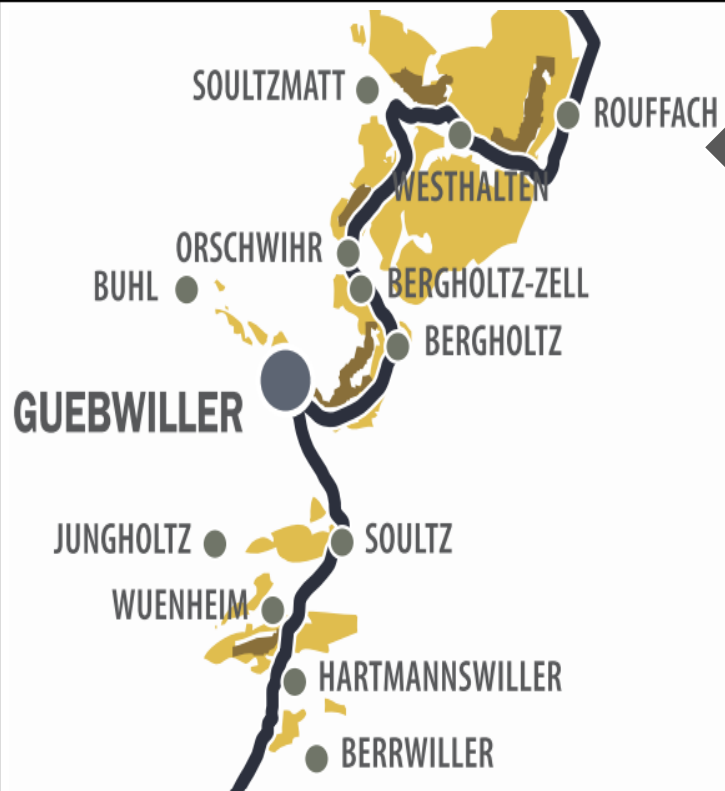 SOULTZMATT
ROUFFACH
WESTHALTEN
ORSCHWIHR
BUHL
BERGHOLTZ-ZELL
BERGHOLTZ
GUEBWILLER
JUNGHOLTZ
SOULTZ
WUENHEIM
HARTMANNSWILLER
BERRWILLER